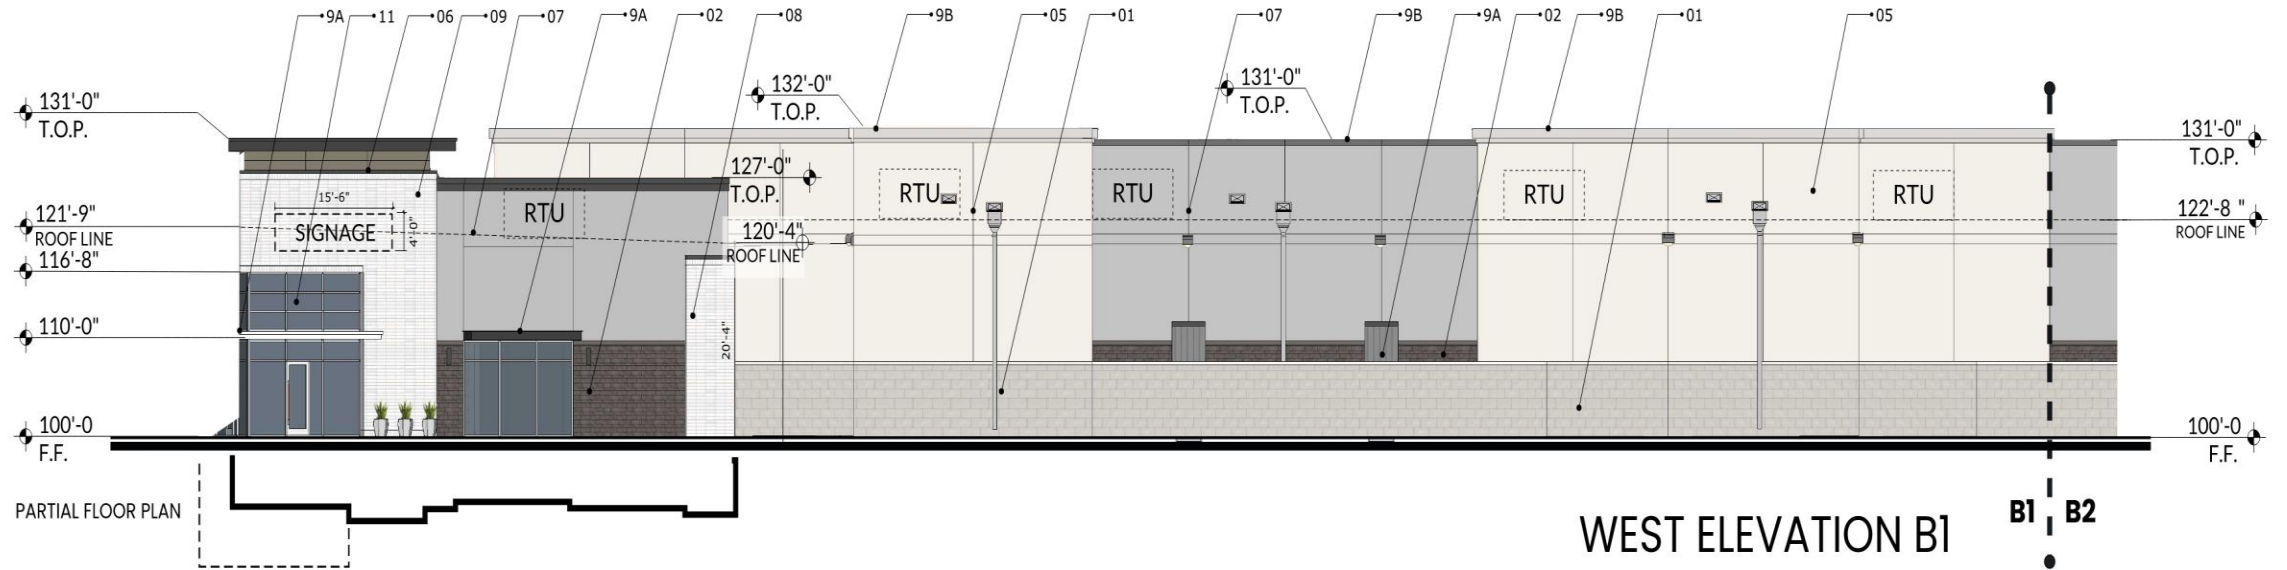 9A
11
06
09
07
9A
02
08
9B
05
01
07
9B
9A
02
9B
01
05
131'-0"
T.O.P.
132'-0"
T.O.P.
131'-0"
T.O.P.
131'-0"
T.O.P.
127'-0"
T.O.P.
15'-6"
SIGNAGE
4'-0"
RTU
RTU
RTU
RTU
RTU
121'-9"
ROOF LINE
120'-4"
ROOF LINE
122'-8 "
ROOF LINE
116'-8"
110'-0"
20'-4"
100'-0
F.F.
100'-0
F.F.
PARTIAL FLOOR PLAN
WEST ELEVATION B1
B1
B2